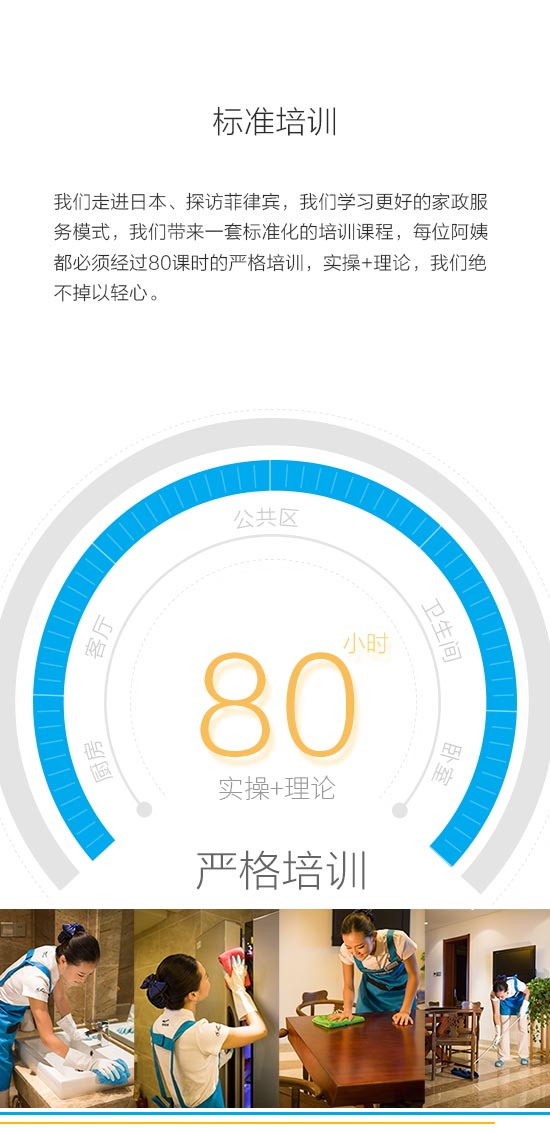 标准培训
我们走进日本、探访菲律宾，我们学习更好的家政服
务模式，我们带来一套标准化的培训课程，每位阿姨
都必须经过80课时的严格培训，实操+理论，我们绝
不掉以轻心。
公共区
客厅
卫生间
厨房
卧室
80小时
实操+理论
严格培训